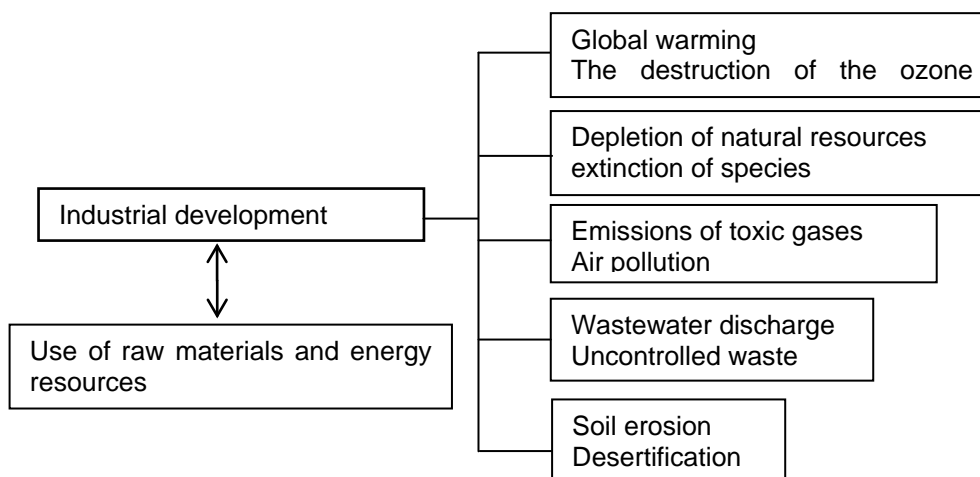 Global warming
The destruction of the ozone
Depletion of natural resources
extinction of species
Industrial development
Emissions of toxic gases
Air pollution
Use of raw materials and energy
resources
Wastewater discharge
Uncontrolled waste
Soil erosion
Desertification